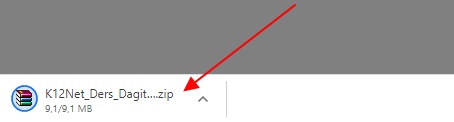 K12Net_Ders_Dagit....zip
9,1/9,1 MB